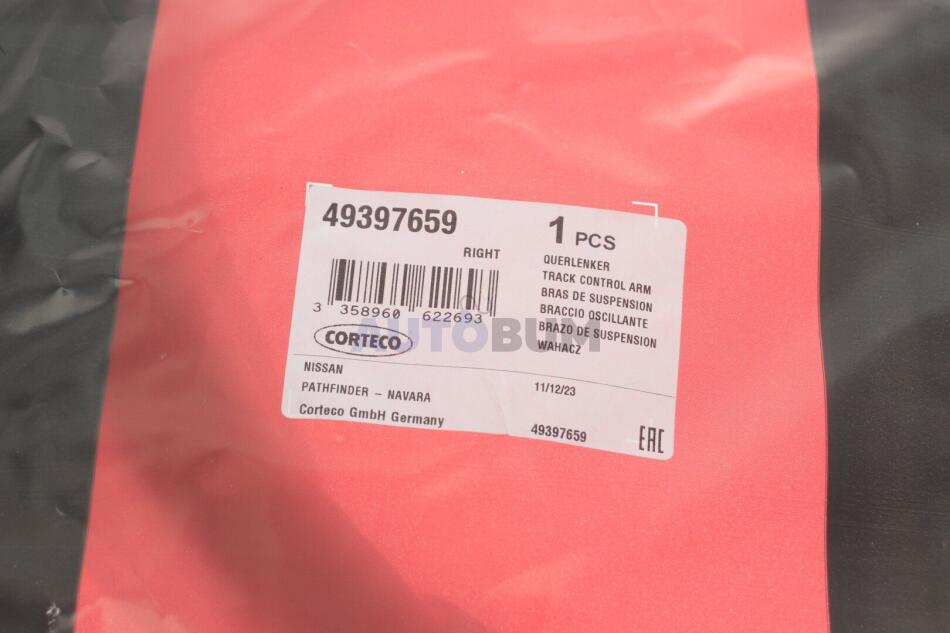 49397659
1 PCS
RIGHT
QUERLENKER
TRACK CONTROL ARM
BRAS DE SUSPENSION
BRACCIO OSCILLANTE
BRAZO DE SUSPENSION
WAHACZ
3 358960 622693
AUTOBUM
CORTECO
NISSAN
11/12/23
PATHFINDER - NAVARA
Corteco GmbH Germany
49397659
EAC